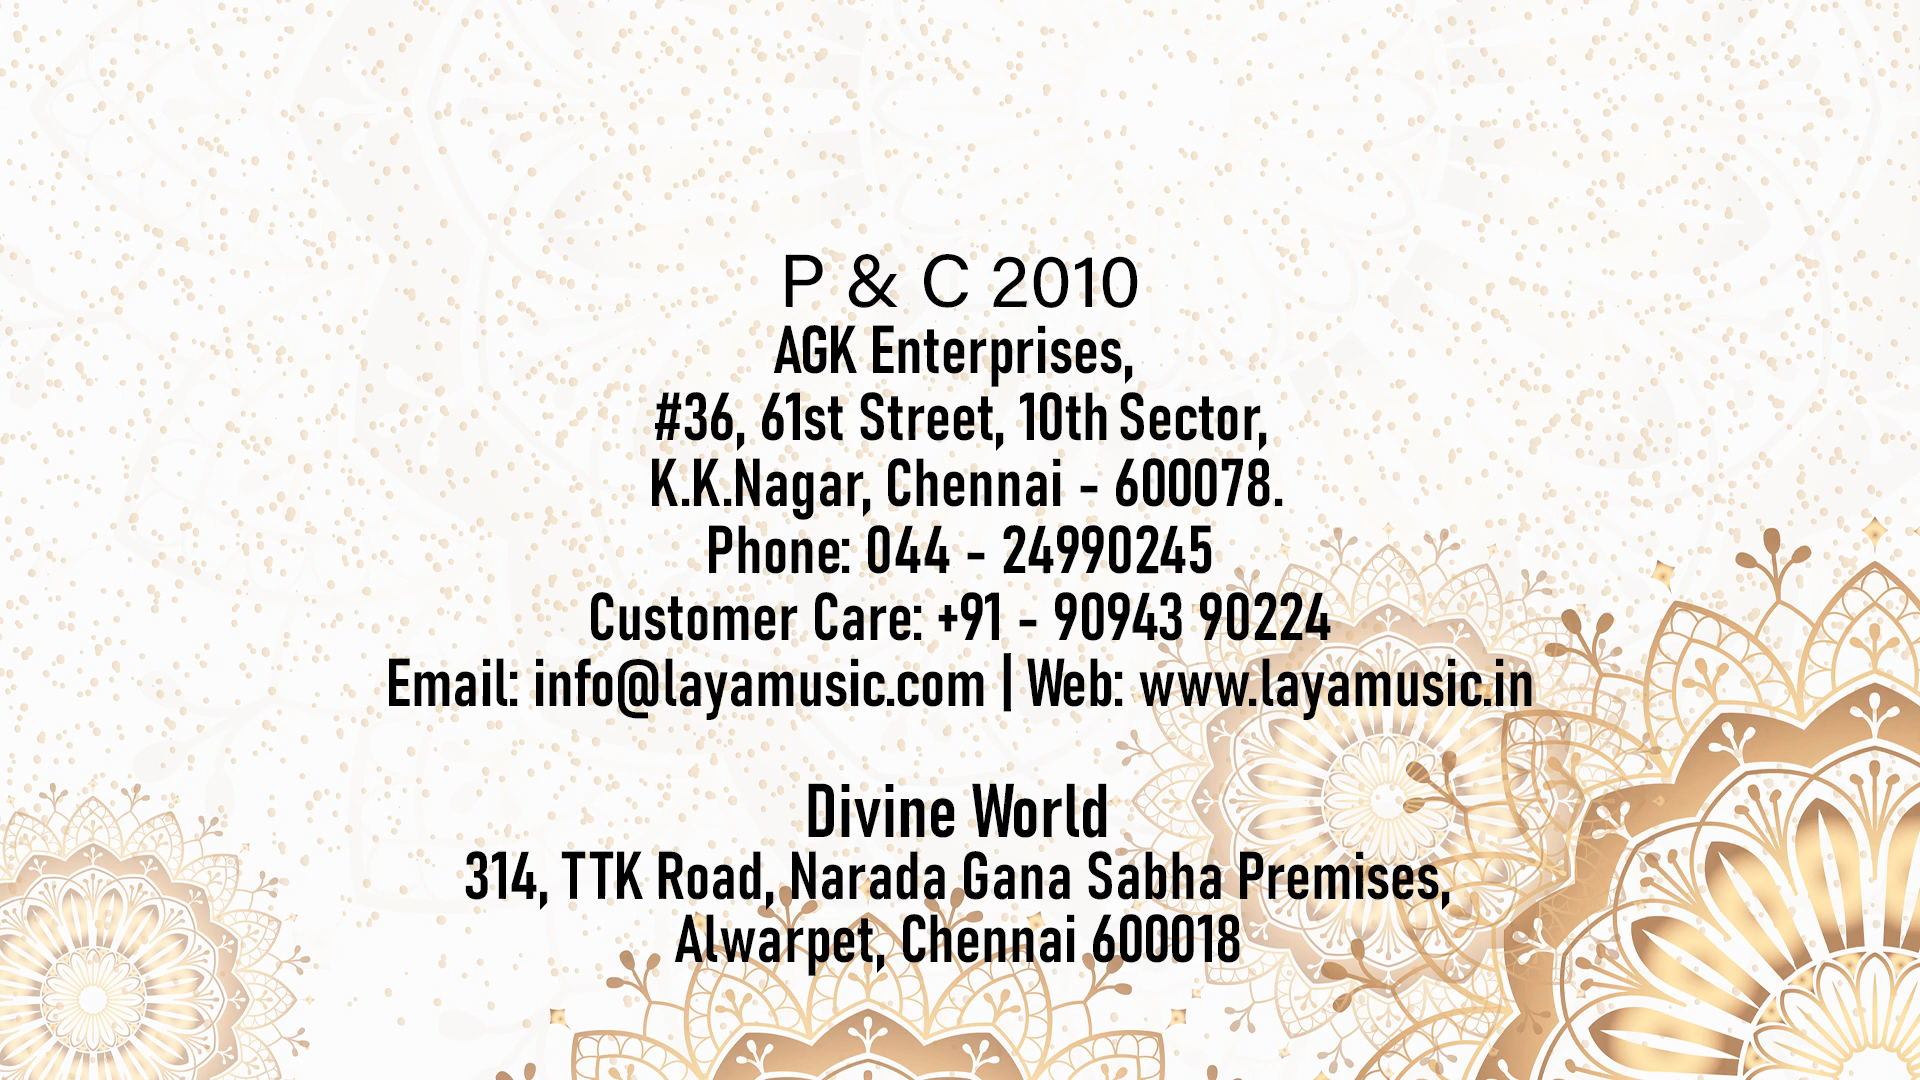 P & C 2010
AGK Enterprises,
#36, 61st Street, 10th Sector,
K.K.Nagar, Chennai - 600078.
Phone: 044 - 24990245
Customer Care: +91 - 90943 90224
Email: info@layamusic.com | Web: www.layamusic.in
Divine World
314, TTK Road, Narada Gana Sabha Premises,
Alwarpet, Chennai 600018